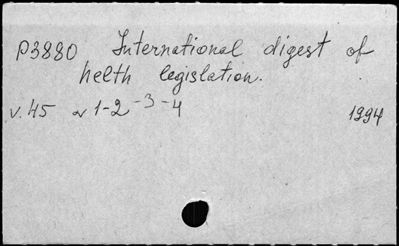 P3880 International digest of
helth legislation.
v. 45 N 1-2-3-4 1994